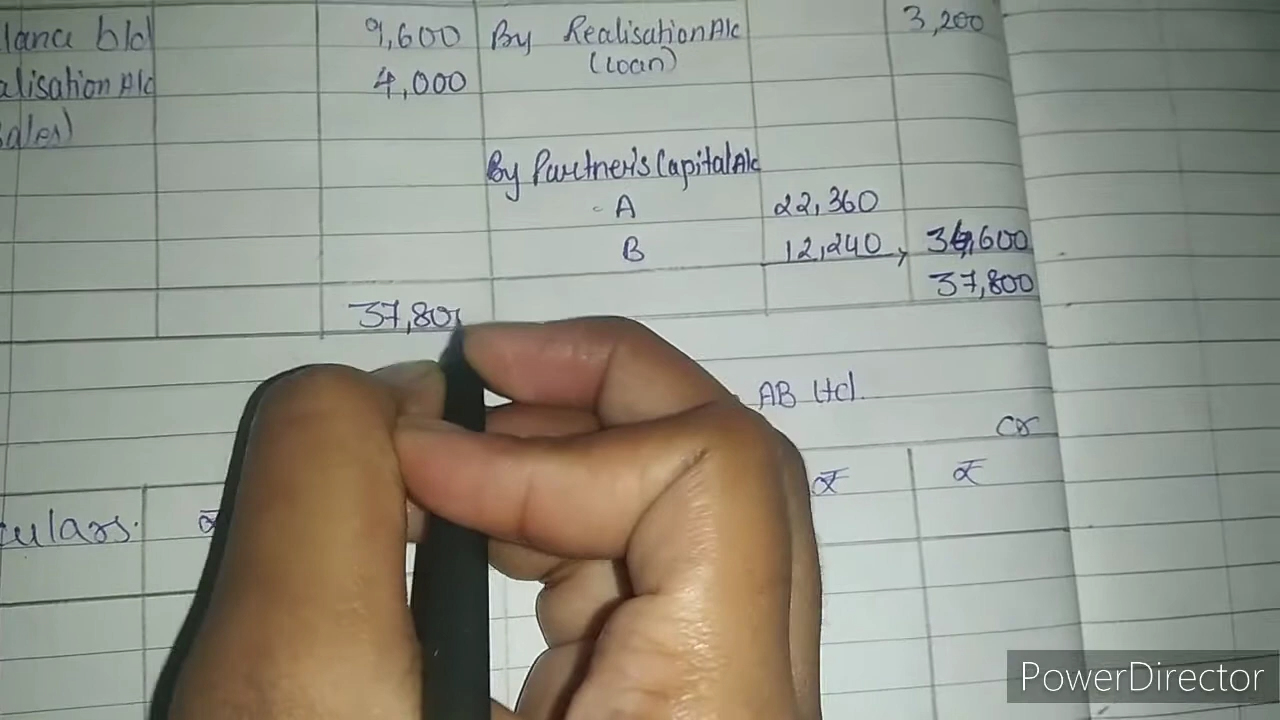 lance b/d 9,600 By Realisation A/c 3,200
alisation A/c 4,000 (Loan)
ales)
By Partner's Capital A/c
A 22,360
B 12,240, 34,600
37,800
37,80
AB Ltd.
cr
₹ ₹
culars. ₹
PowerDirector